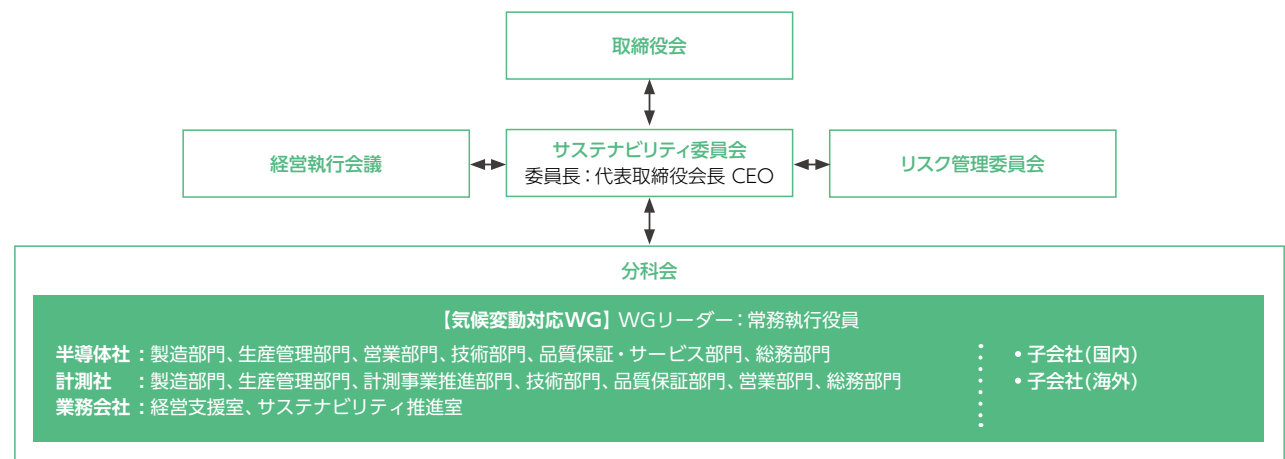 取締役会
経営執行会議
サステナビリティ委員会
委員長：代表取締役会長 CEO
リスク管理委員会
分科会
【気候変動対応WG】WGリーダー：常務執行役員
半導体社：製造部門、生産管理部門、営業部門、技術部門、品質保証・サービス部門、総務部門
計測社　：製造部門、生産管理部門、計測事業推進部門、技術部門、品質保証部門、営業部門、総務部門
業務会社：経営支援室、サステナビリティ推進室
• 子会社(国内)
• 子会社(海外)